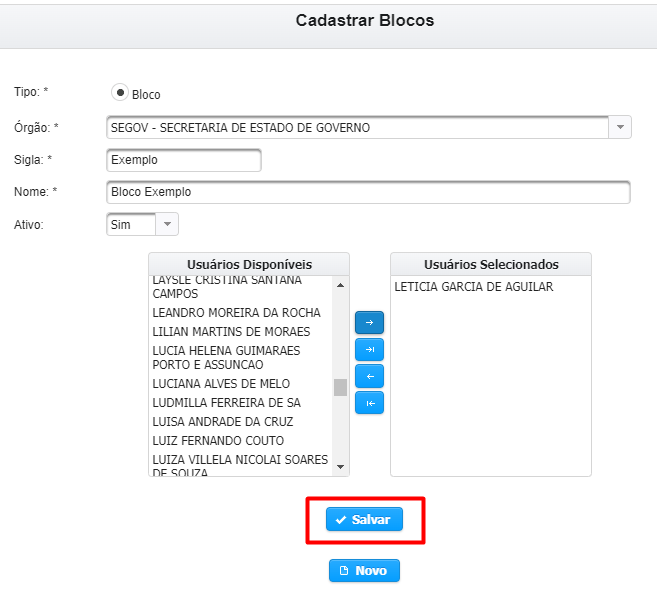 Cadastrar Blocos
Tipo: * Bloco
Órgão: * SEGOV - SECRETARIA DE ESTADO DE GOVERNO
Sigla: * Exemplo
Nome: * Bloco Exemplo
Ativo: Sim
Usuários Disponíveis
LAYSLE CRISTINA SANTANA
CAMPOS
LEANDRO MOREIRA DA ROCHA
LILIAN MARTINS DE MORAES
LUCIA HELENA GUIMARAES
PORTO E ASSUNCAO
LUCIANA ALVES DE MELO
LUDMILLA FERREIRA DE SA
LUISA ANDRADE DA CRUZ
LUIZ FERNANDO COUTO
LUIZA VILLELA NICOLAI SOARES
DE SOUZA
Usuários Selecionados
LETICIA GARCIA DE AGUILAR
Salvar
Novo